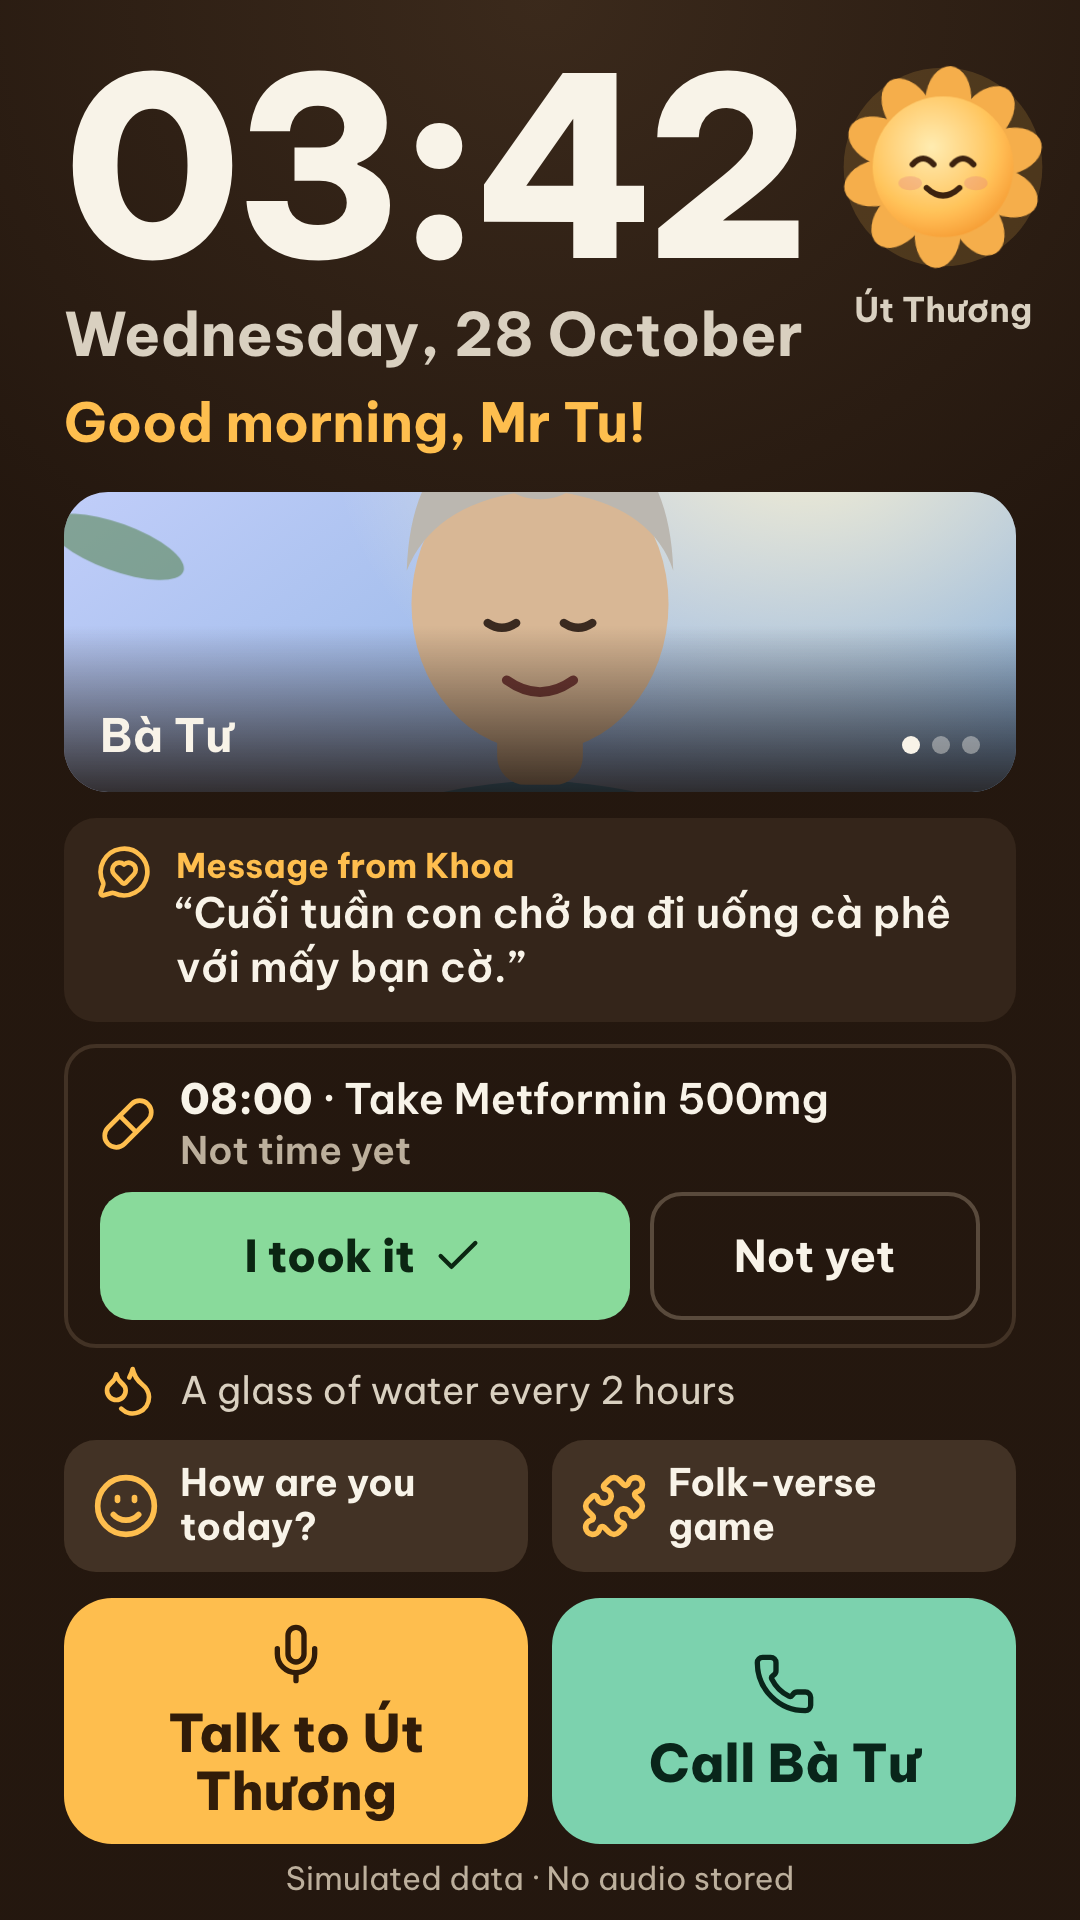 03:42
Út Thương
Wednesday, 28 October
Good morning, Mr Tu!
Bà Tư
Message from Khoa
“Cuối tuần con chở ba đi uống cà phê
với mấy bạn cờ.”
08:00 · Take Metformin 500mg
Not time yet
I took it
Not yet
A glass of water every 2 hours
How are you
today?
Folk-verse
game
Talk to Út
Thương
Call Bà Tư
Simulated data · No audio stored